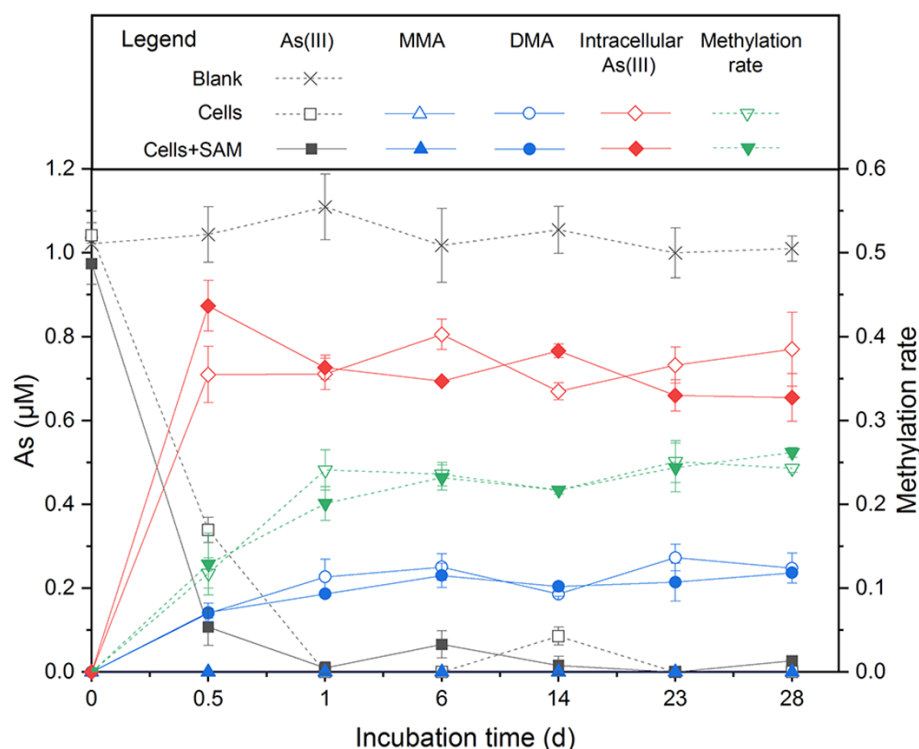 Legend As(III) MMA DMA Intracellular As(III) Methylation rate
Blank
Cells
Cells+SAM
1.2
1.0
0.8
0.6
0.4
0.2
0.0
As (μM)
0.6
0.5
0.4
0.3
0.2
0.1
0.0
Methylation rate
0 0.5 1 6 14 23 28
Incubation time (d)